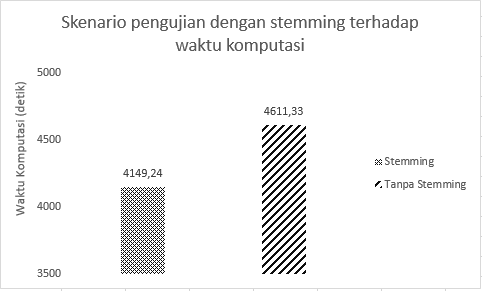 Skenario pengujian dengan stemming terhadap
waktu komputasi
Waktu Komputasi (detik)
5000
4500
4000
3500
4149,24
4611,33
Stemming
Tanpa Stemming